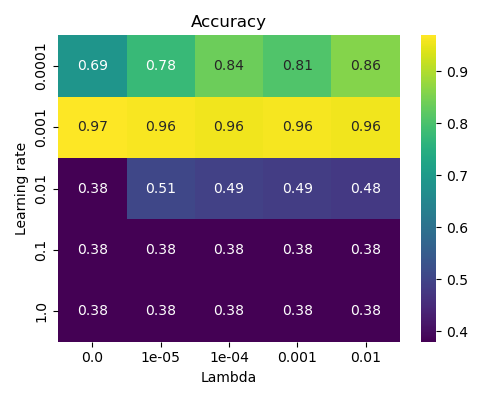 Accuracy
Learning rate
0.0001 0.69 0.78 0.84 0.81 0.86
0.001 0.97 0.96 0.96 0.96 0.96
0.01 0.38 0.51 0.49 0.49 0.48
0.1 0.38 0.38 0.38 0.38 0.38
1.0 0.38 0.38 0.38 0.38 0.38
0.0 1e-05 1e-04 0.001 0.01
Lambda
0.9
0.8
0.7
0.6
0.5
0.4